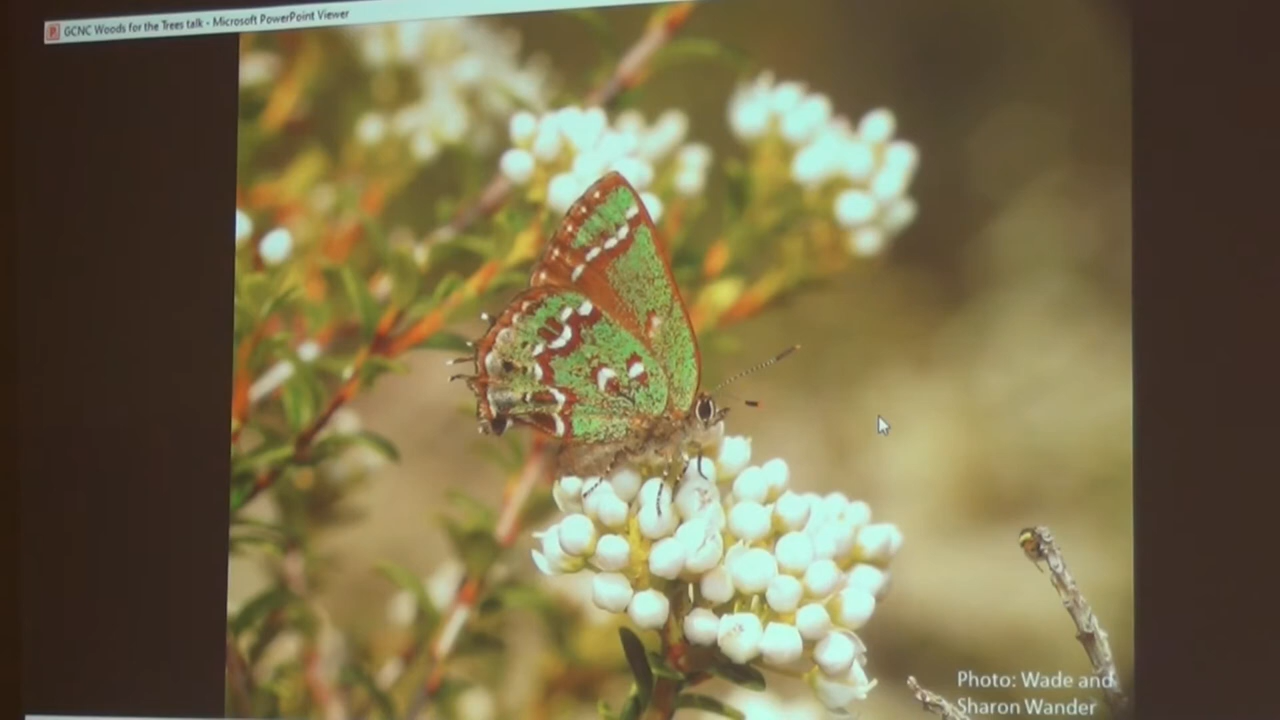 GCNC Woods for the Trees talk - Microsoft PowerPoint Viewer
Photo: Wade and
Sharon Wander